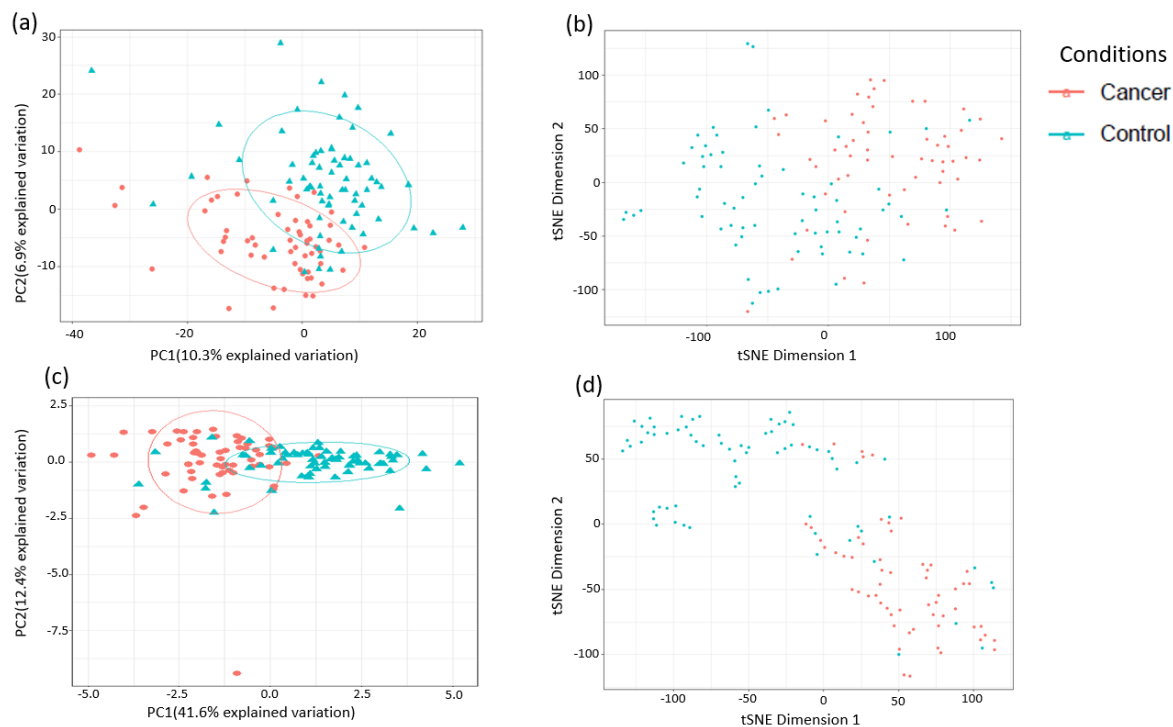 (a)
30
20
10
0
-10
PC2(6.9% explained variation)
-40
-20
0
20
PC1(10.3% explained variation)
(b)
100
50
0
-50
-100
tSNE Dimension 2
-100
0
100
tSNE Dimension 1
Conditions
Cancer
Control
(c)
2.5
0.0
-2.5
-5.0
-7.5
PC2(12.4% explained variation)
-5.0
-2.5
0.0
2.5
5.0
PC1(41.6% explained variation)
(d)
50
0
-50
-100
tSNE Dimension 2
-100
-50
0
50
100
tSNE Dimension 1